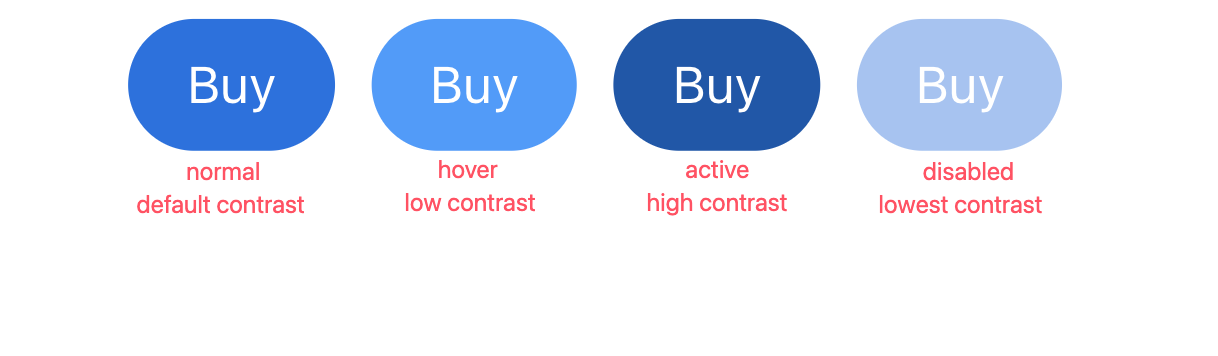 Buy Buy Buy Buy
normal hover active disabled
default contrast low contrast high contrast lowest contrast